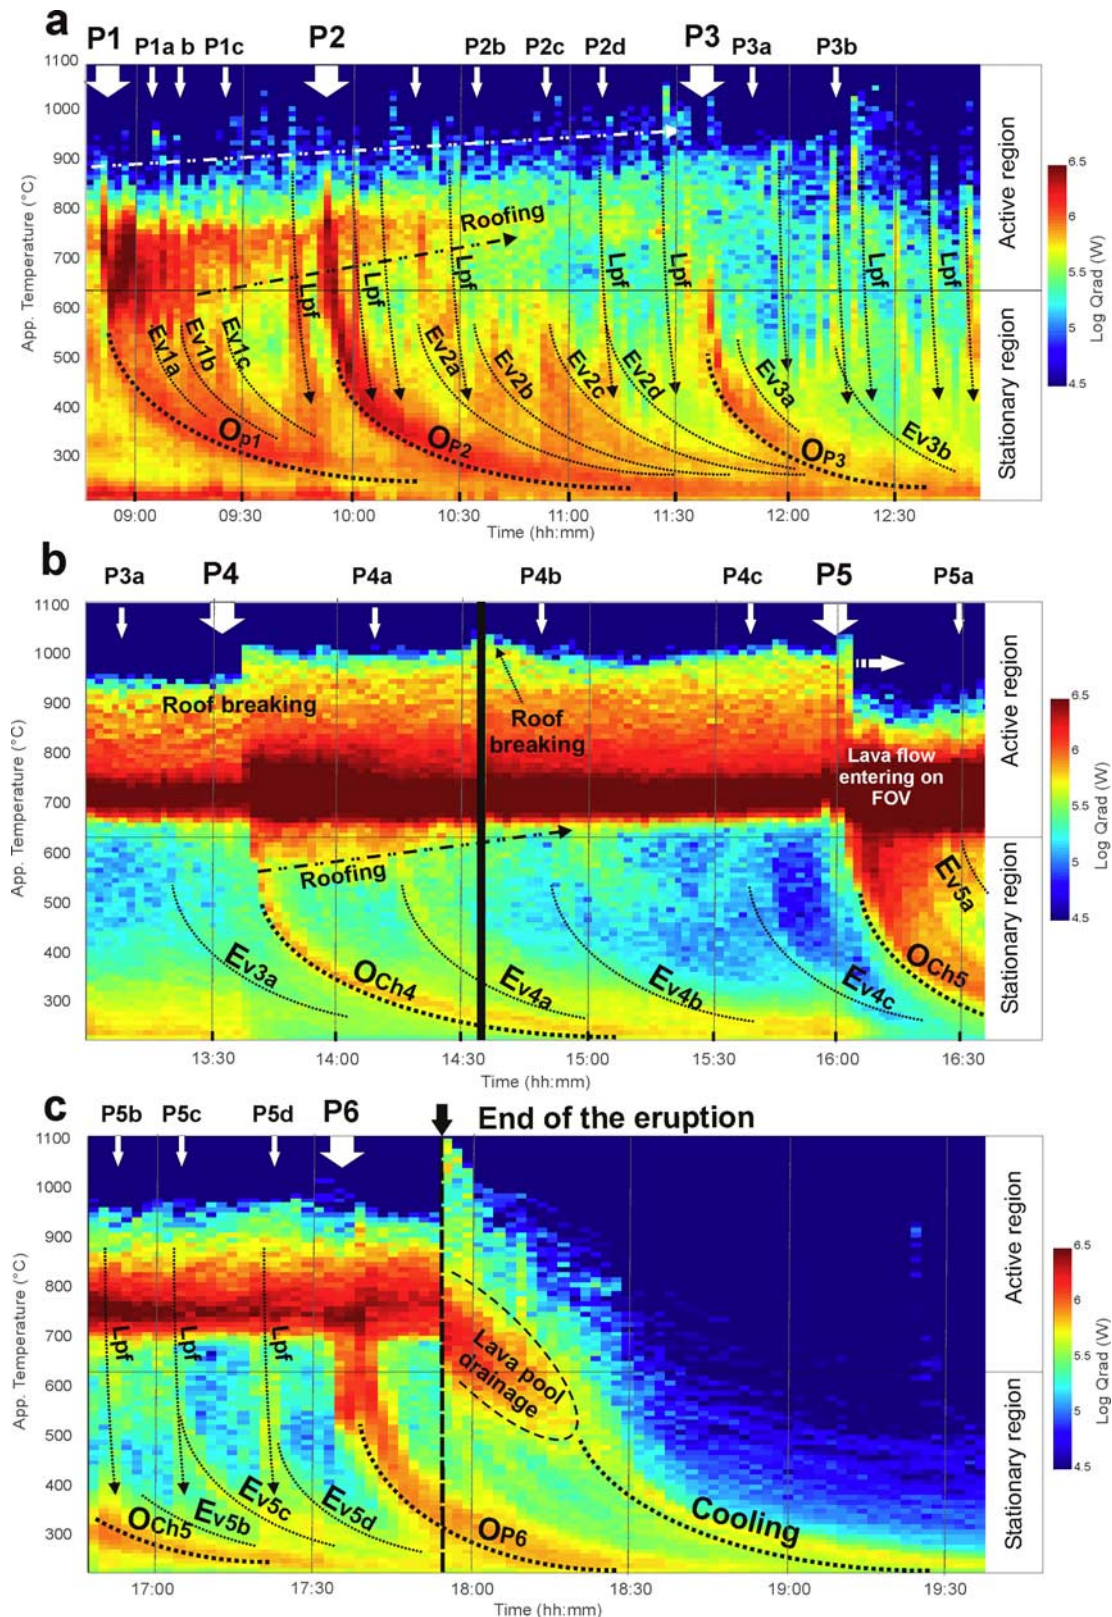 a
P1 P1a b P1c P2 P2b P2c P2d P3 P3a P3b
1100
1000
900
800
700
600
500
400
300
App. Temperature (°C)
Roofing
Lpf Lpf Lpf Lpf Lpf Lpf Lpf Lpf
Ev1a Ev1b Ev1c Ev2a Ev2b Ev2c Ev2d Ev3a Ev3b
Op1 OP2 OP3
Active region
Stationary region
6.5
6
5.5
5
4.5
Log Qrad (W)
09:00 09:30 10:00 10:30 11:00 11:30 12:00 12:30
Time (hh:mm)
b
P3a P4 P4a P4b P4c P5 P5a
1100
1000
900
800
700
600
500
400
300
App. Temperature (°C)
Roof breaking
Roof
breaking
Lava flow
entering on
FOV
Roofing
Ev3a OCh4 Ev4a Ev4b Ev4c OCh5 Ev5a
Active region
Stationary region
6.5
6
5.5
5
4.5
Log Qrad (W)
13:30 14:00 14:30 15:00 15:30 16:00 16:30
Time (hh:mm)
c
P5b P5c P5d P6 End of the eruption
1100
1000
900
800
700
600
500
400
300
App. Temperature (°C)
Lpf Lpf Lpf
Lava pool
drainage
OCh5 Ev5b Ev5c Ev5d OP6 Cooling
Active region
Stationary region
6.5
6
5.5
5
4.5
Log Qrad (W)
17:00 17:30 18:00 18:30 19:00 19:30
Time (hh:mm)